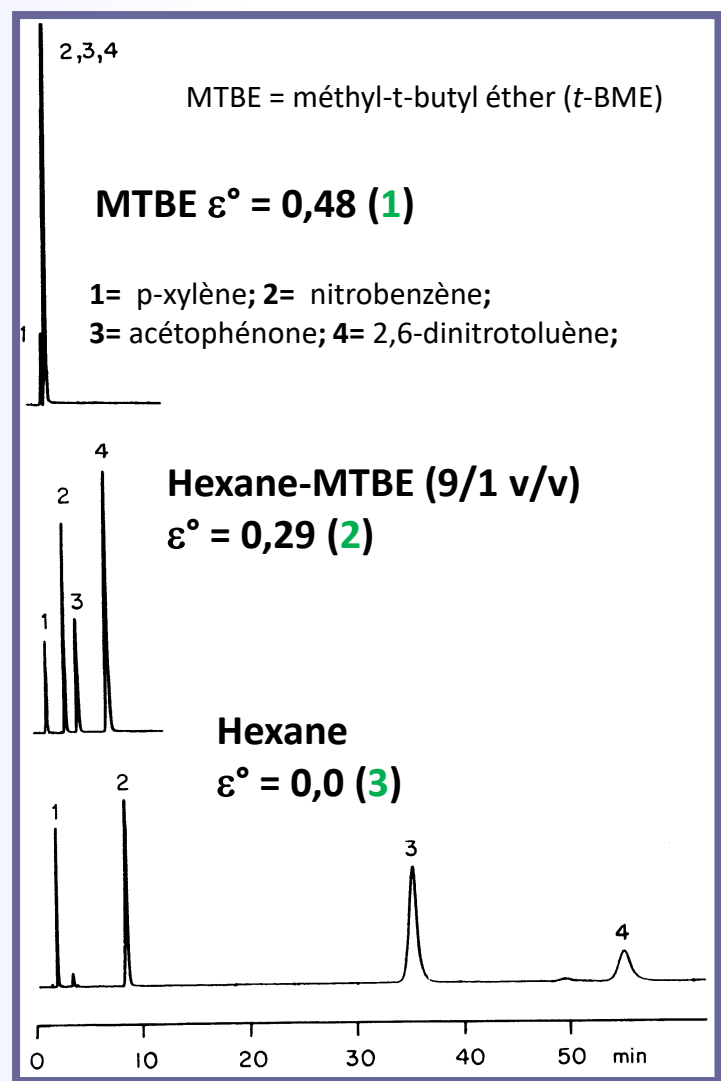 2,3,4
MTBE = méthyl-t-butyl éther (t-BME)
MTBE ε° = 0,48 (1)
1= p-xylène; 2= nitrobenzène;
3= acétophénone; 4= 2,6-dinitrotoluène;
1
4
Hexane-MTBE (9/1 v/v)
2
ε° = 0,29 (2)
3
1
Hexane
ε° = 0,0 (3)
2
1
3
4
0 10 20 30 40 50 min